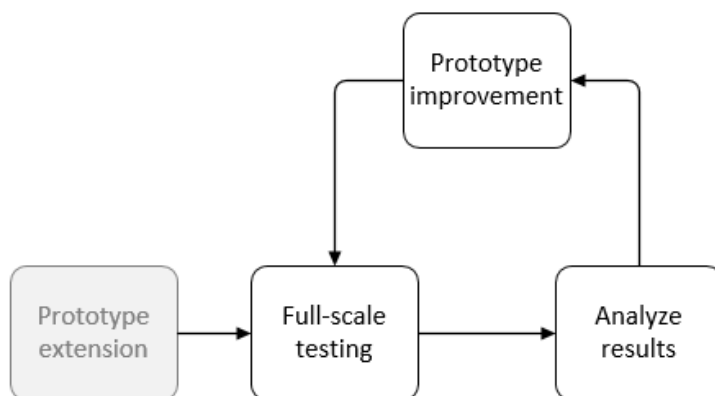 Prototype
improvement
Prototype
extension
Full-scale
testing
Analyze
results